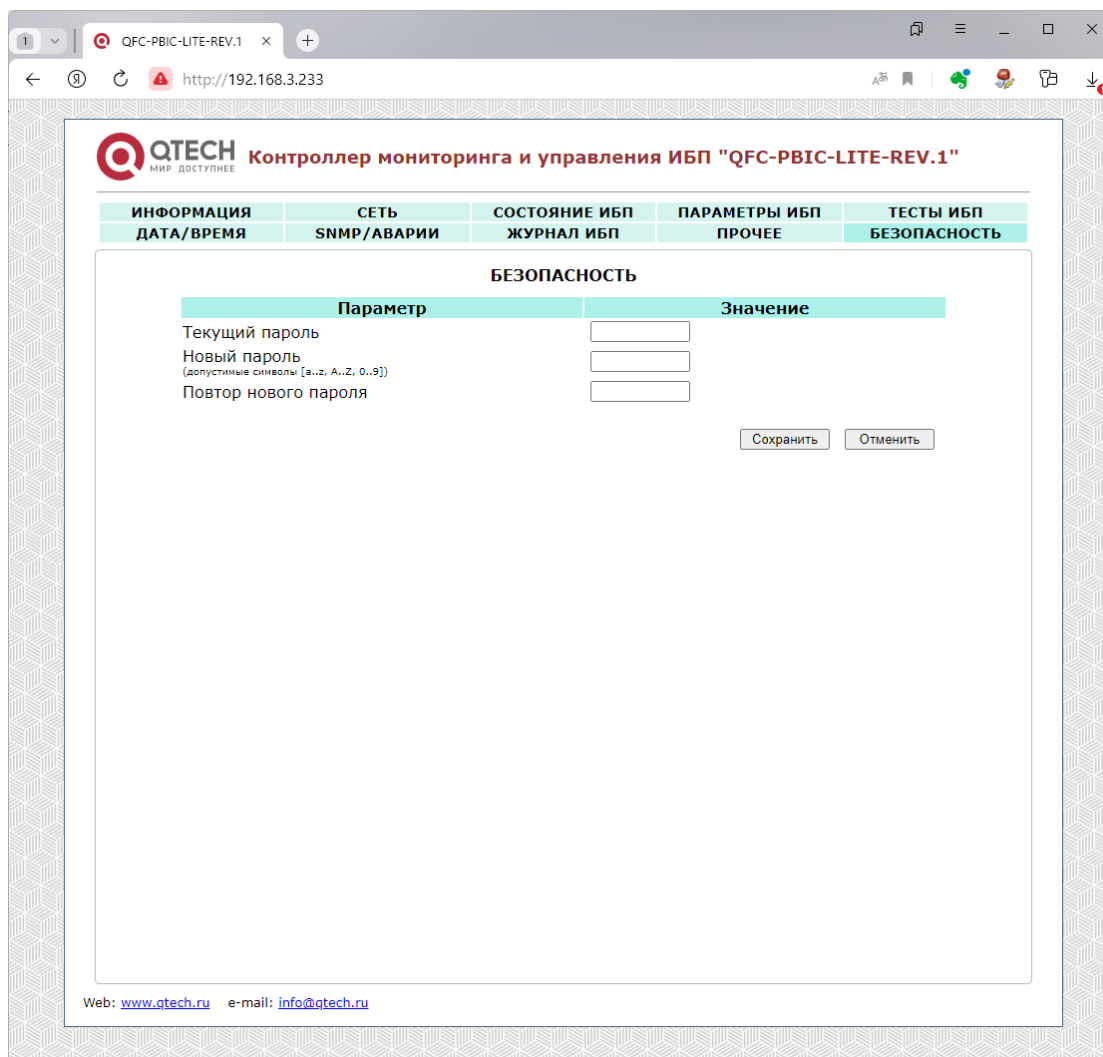 1
QFC-PBIC-LITE-REV.1
http://192.168.3.233
QTECH
МИР ДОСТУПНЕЕ
Контроллер мониторинга и управления ИБП "QFC-PBIC-LITE-REV.1"
ИНФОРМАЦИЯ СЕТЬ СОСТОЯНИЕ ИБП ПАРАМЕТРЫ ИБП ТЕСТЫ ИБП
ДАТА/ВРЕМЯ SNMP/АВАРИИ ЖУРНАЛ ИБП ПРОЧЕЕ БЕЗОПАСНОСТЬ
БЕЗОПАСНОСТЬ
Параметр Значение
Текущий пароль
Новый пароль
(допустимые символы [a..z, A..Z, 0..9])
Повтор нового пароля
Сохранить Отменить
Web: www.qtech.ru e-mail: info@qtech.ru